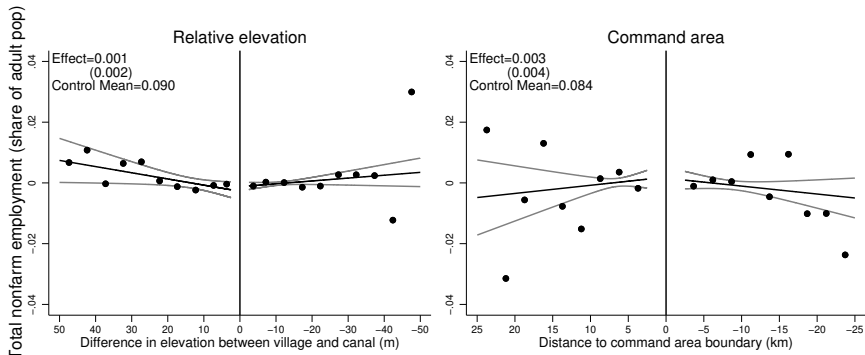 Total nonfarm employment (share of adult pop)
Relative elevation
Effect=0.001
(0.002)
Control Mean=0.090
.04
.02
0
-.02
-.04
50 40 30 20 10 0 -10 -20 -30 -40 -50
Difference in elevation between village and canal (m)
Command area
Effect=0.003
(0.004)
Control Mean=0.084
.04
.02
0
-.02
-.04
25 20 15 10 5 0 -5 -10 -15 -20 -25
Distance to command area boundary (km)